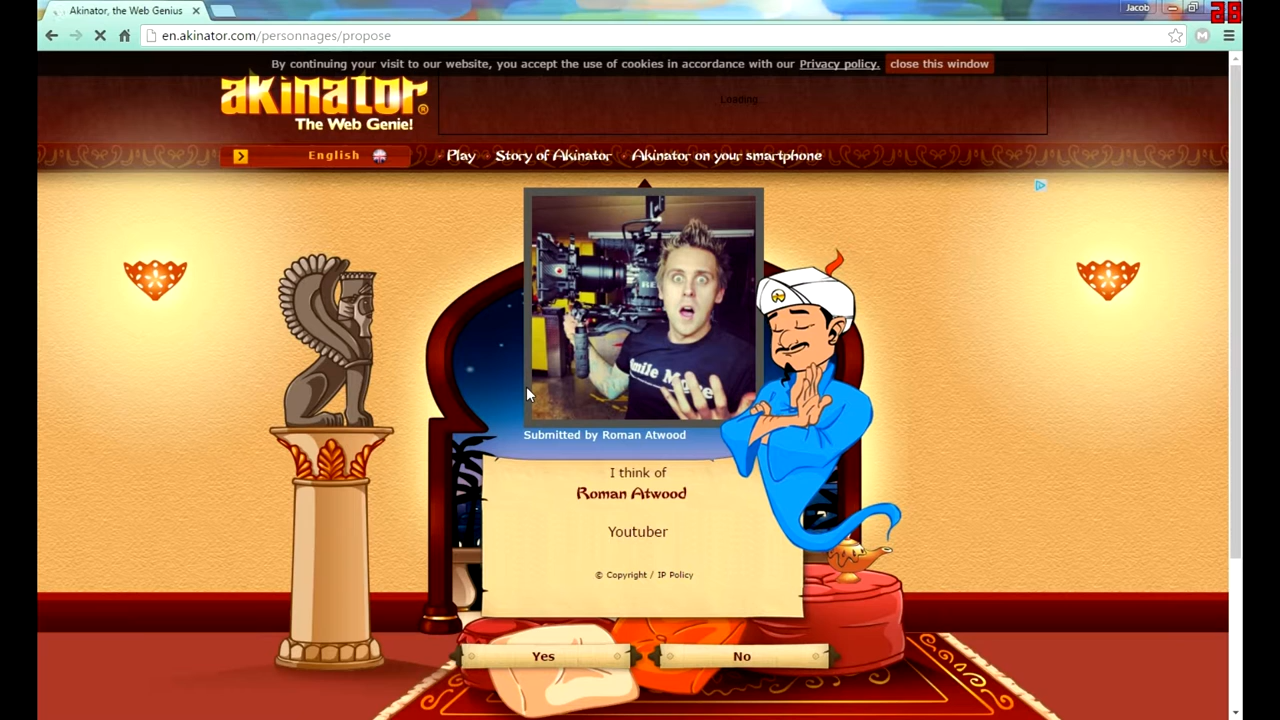 Akinator, the Web Genius
Jacob
28
en.akinator.com/personnages/propose
By continuing your visit to our website, you accept the use of cookies in accordance with our Privacy policy. close this window
akinator®
The Web Genie!
Loading...
English
Play
Story of Akinator
Akinator on your smartphone
Submitted by Roman Atwood
I think of
Roman Atwood
Youtuber
© Copyright / IP Policy
Yes
No